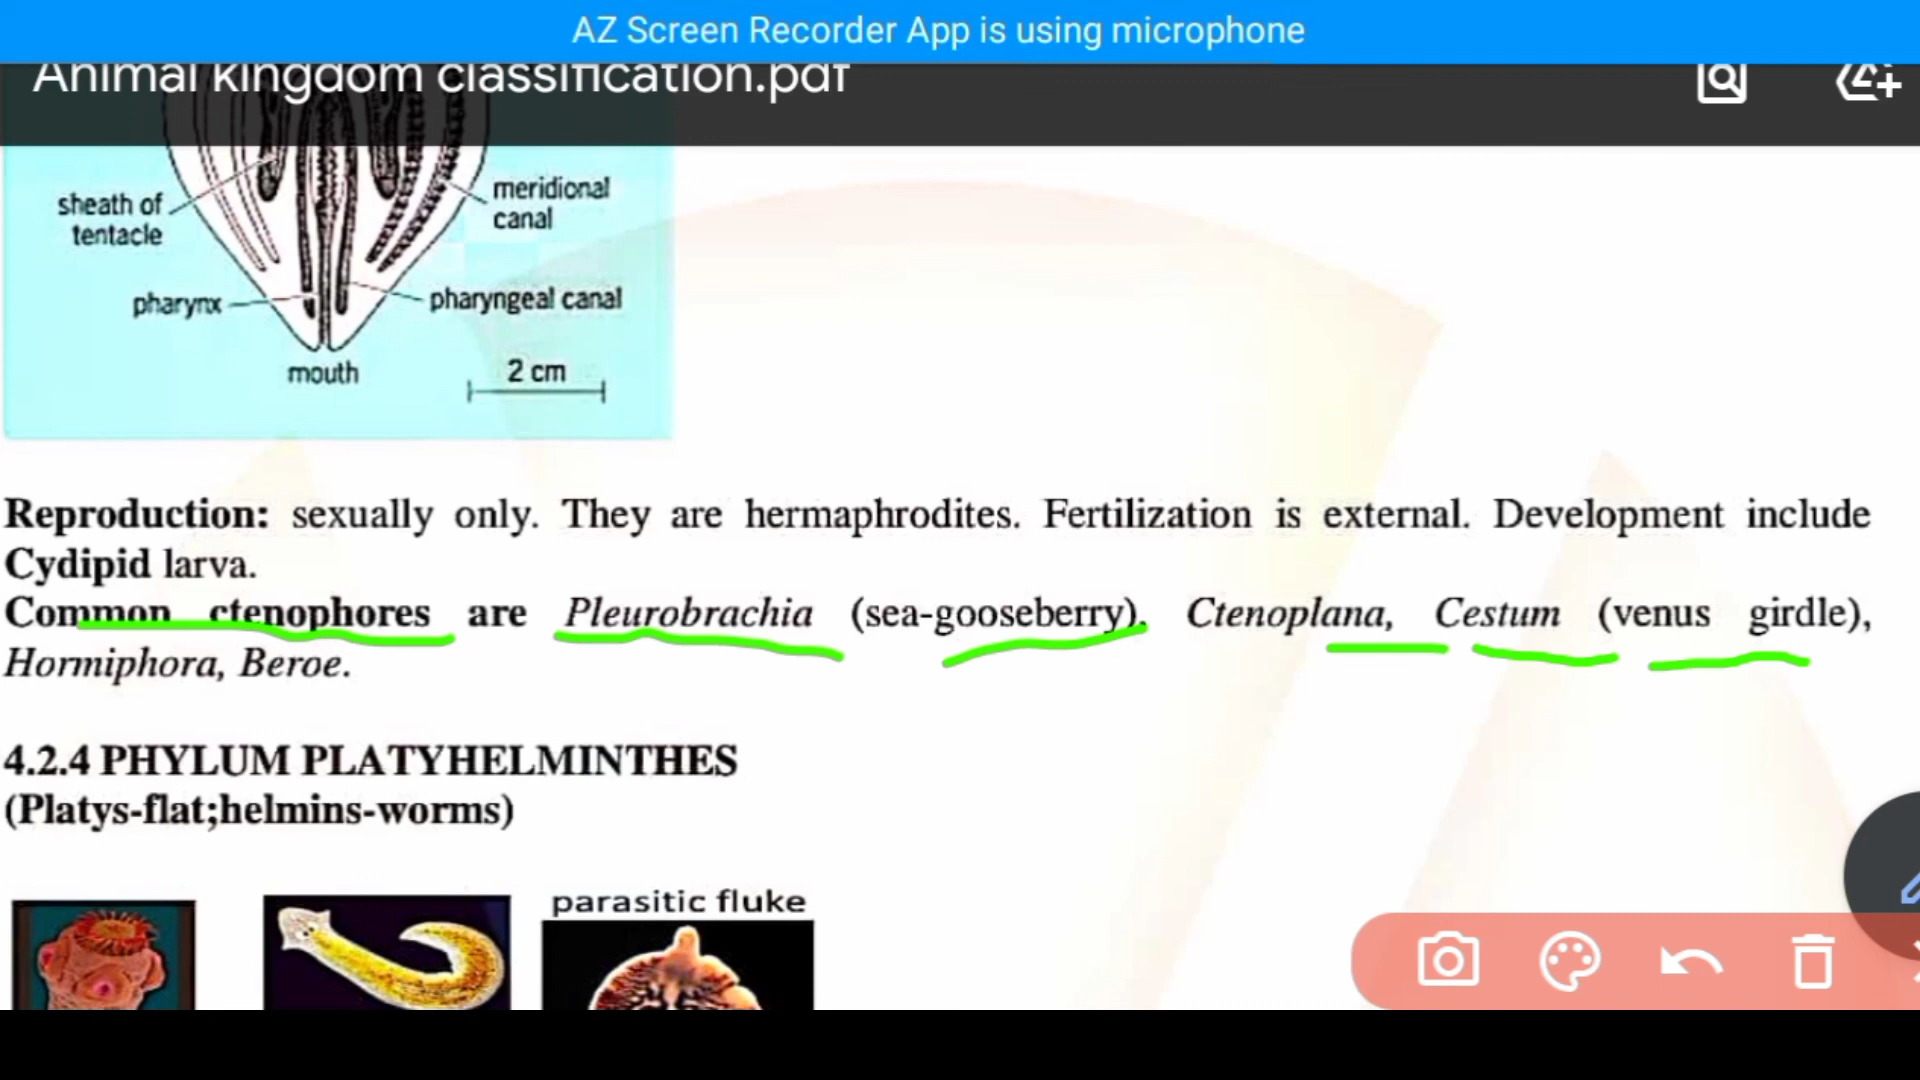 AZ Screen Recorder App is using microphone
Animal kingdom classification.pdf
sheath of
tentacle
meridional
canal
pharynx
pharyngeal canal
mouth
2 cm
Reproduction: sexually only. They are hermaphrodites. Fertilization is external. Development include
Cydipid larva.
Common ctenophores are Pleurobrachia (sea-gooseberry), Ctenoplana, Cestum (venus girdle),
Hormiphora, Beroe.
4.2.4 PHYLUM PLATYHELMINTHES
(Platys-flat;helmins-worms)
parasitic fluke